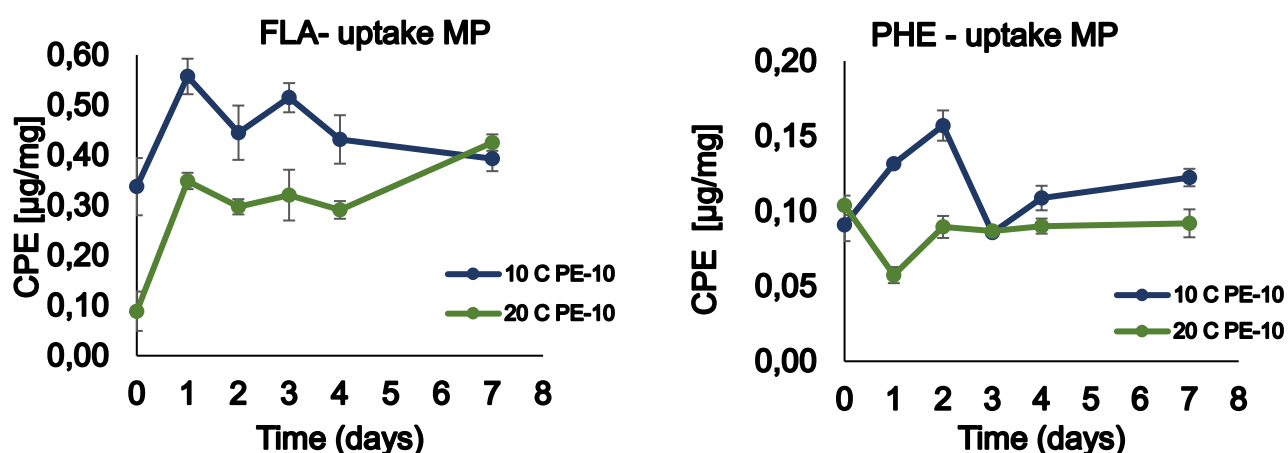 FLA- uptake MP
CPE [µg/mg]
0,60
0,50
0,40
0,30
0,20
0,10
0,00
10 C PE-10
20 C PE-10
0 1 2 3 4 5 6 7 8
Time (days)
PHE - uptake MP
CPE [µg/mg]
0,20
0,15
0,10
0,05
0,00
10 C PE-10
20 C PE-10
0 1 2 3 4 5 6 7 8
Time (days)